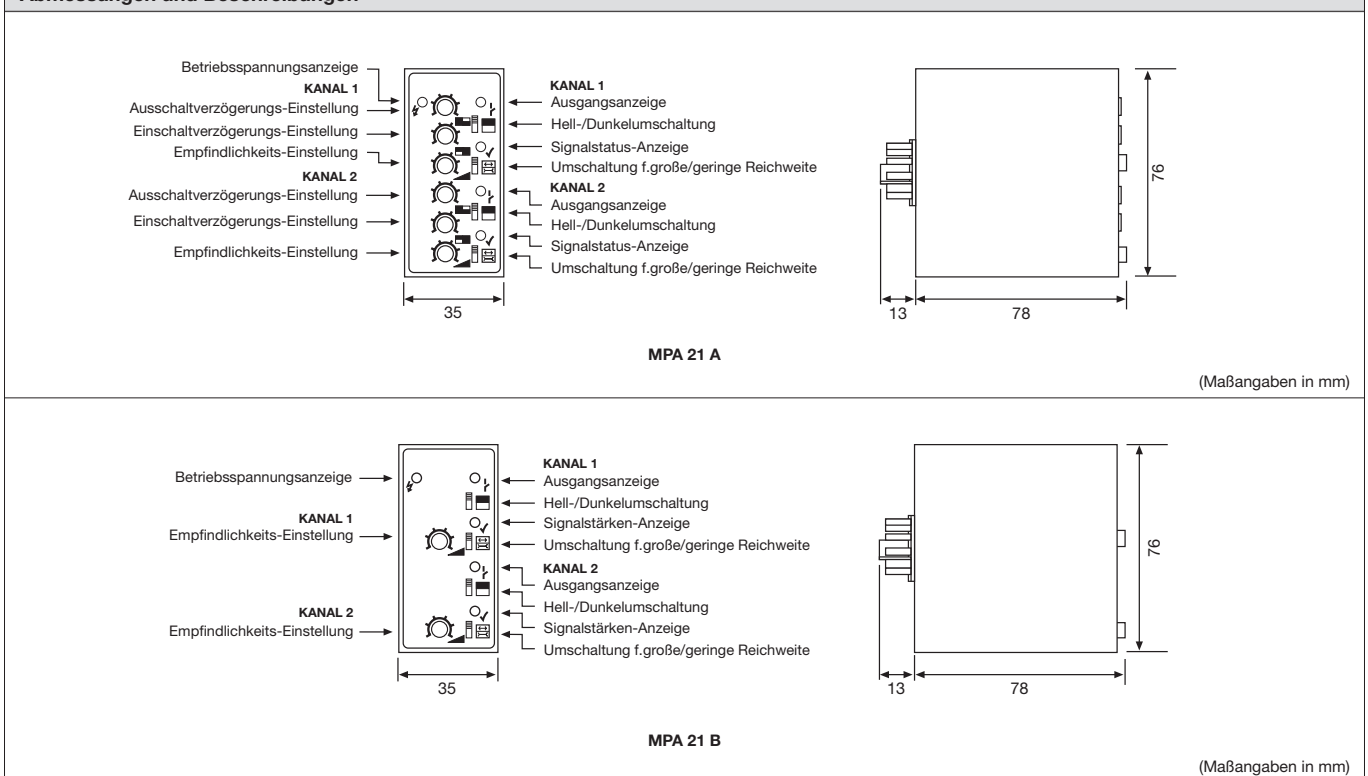 Abmessungen und Beschreibungen
Betriebsspannungsanzeige
KANAL 1
Ausschaltverzögerungs-Einstellung
Einschaltverzögerungs-Einstellung
Empfindlichkeits-Einstellung
KANAL 2
Ausschaltverzögerungs-Einstellung
Einschaltverzögerungs-Einstellung
Empfindlichkeits-Einstellung
KANAL 1
Ausgangsanzeige
Hell-/Dunkelumschaltung
Signalstatus-Anzeige
Umschaltung f.große/geringe Reichweite
KANAL 2
Ausgangsanzeige
Hell-/Dunkelumschaltung
Signalstatus-Anzeige
Umschaltung f.große/geringe Reichweite
35
13
78
76
MPA 21 A
(Maßangaben in mm)
Betriebsspannungsanzeige
KANAL 1
Empfindlichkeits-Einstellung
KANAL 2
Empfindlichkeits-Einstellung
KANAL 1
Ausgangsanzeige
Hell-/Dunkelumschaltung
Signalstärken-Anzeige
Umschaltung f.große/geringe Reichweite
KANAL 2
Ausgangsanzeige
Hell-/Dunkelumschaltung
Signalstärken-Anzeige
Umschaltung f.große/geringe Reichweite
35
13
78
76
MPA 21 B
(Maßangaben in mm)